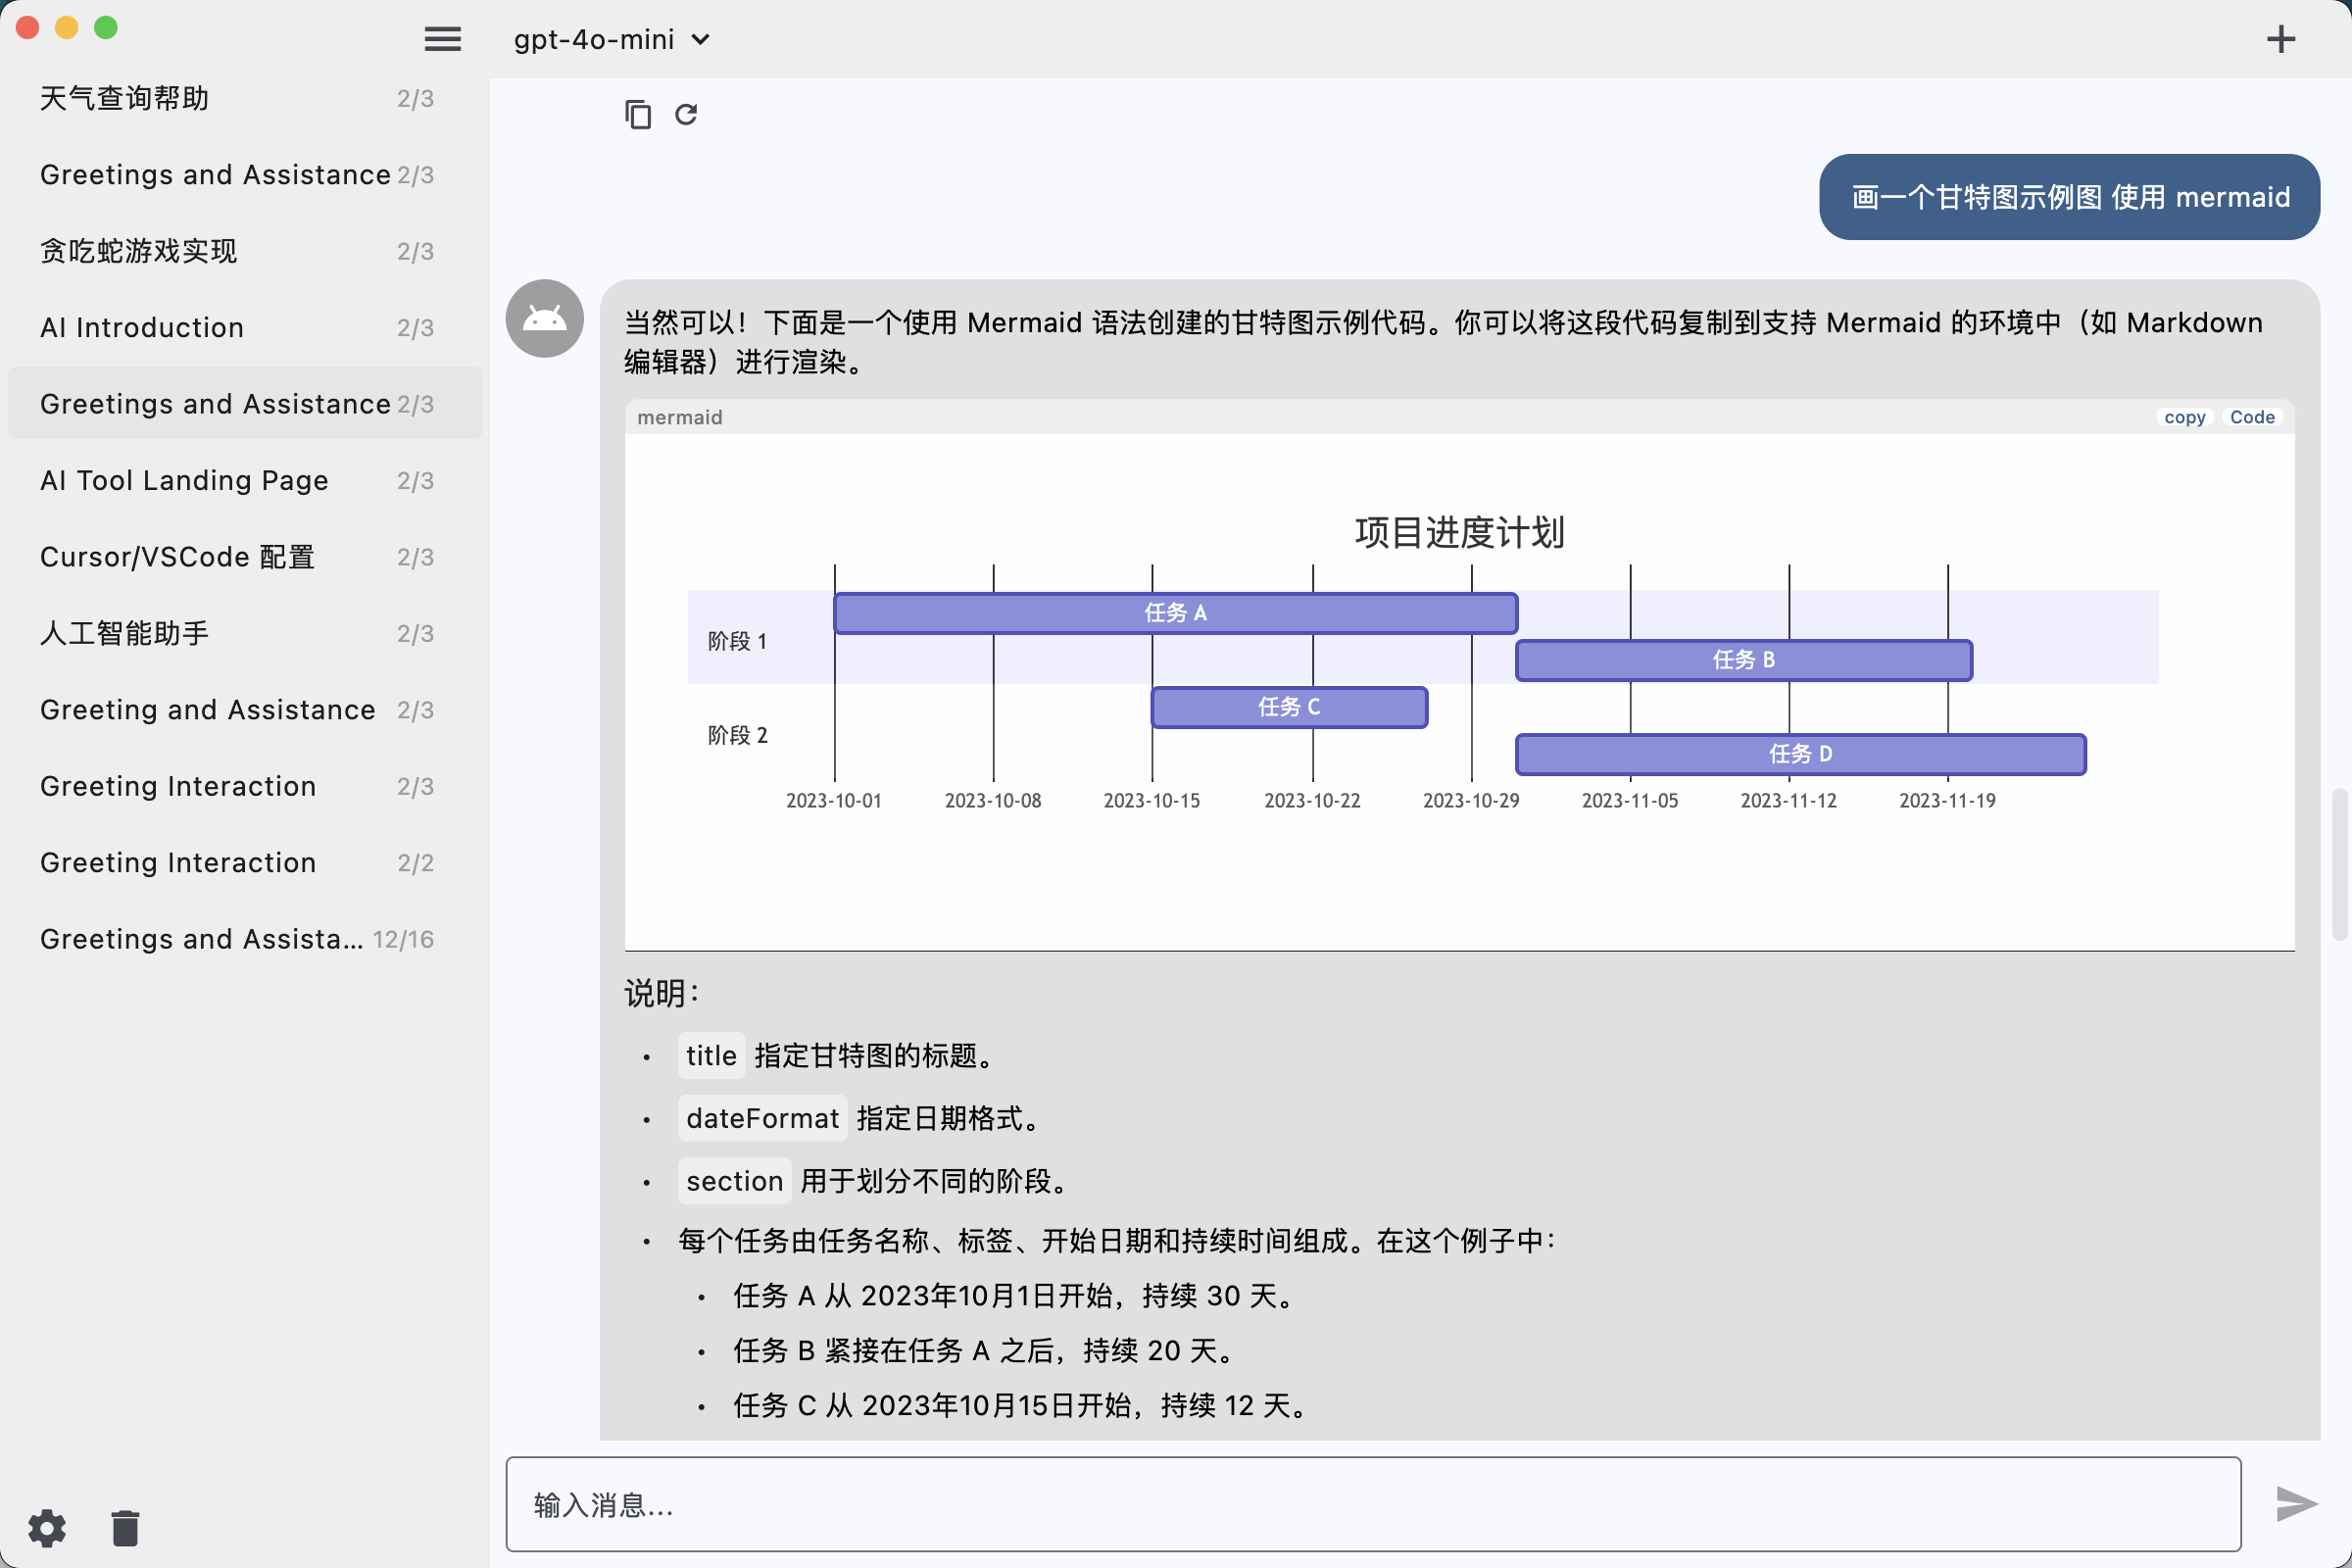 gpt-4o-mini
天气查询帮助 2/3
Greetings and Assistance 2/3
贪吃蛇游戏实现 2/3
AI Introduction 2/3
Greetings and Assistance 2/3
AI Tool Landing Page 2/3
Cursor/VSCode 配置 2/3
人工智能助手 2/3
Greeting and Assistance 2/3
Greeting Interaction 2/3
Greeting Interaction 2/2
Greetings and Assista... 12/16
画一个甘特图示例图 使用 mermaid
当然可以！下面是一个使用 Mermaid 语法创建的甘特图示例代码。你可以将这段代码复制到支持 Mermaid 的环境中（如 Markdown
编辑器）进行渲染。
mermaid copy Code
项目进度计划
任务 A
阶段 1
任务 B
任务 C
阶段 2
任务 D
2023-10-01 2023-10-08 2023-10-15 2023-10-22 2023-10-29 2023-11-05 2023-11-12 2023-11-19
说明：
• title 指定甘特图的标题。
• dateFormat 指定日期格式。
• section 用于划分不同的阶段。
• 每个任务由任务名称、标签、开始日期和持续时间组成。在这个例子中：
• 任务 A 从 2023年10月1日开始，持续 30 天。
• 任务 B 紧接在任务 A 之后，持续 20 天。
• 任务 C 从 2023年10月15日开始，持续 12 天。
输入消息...